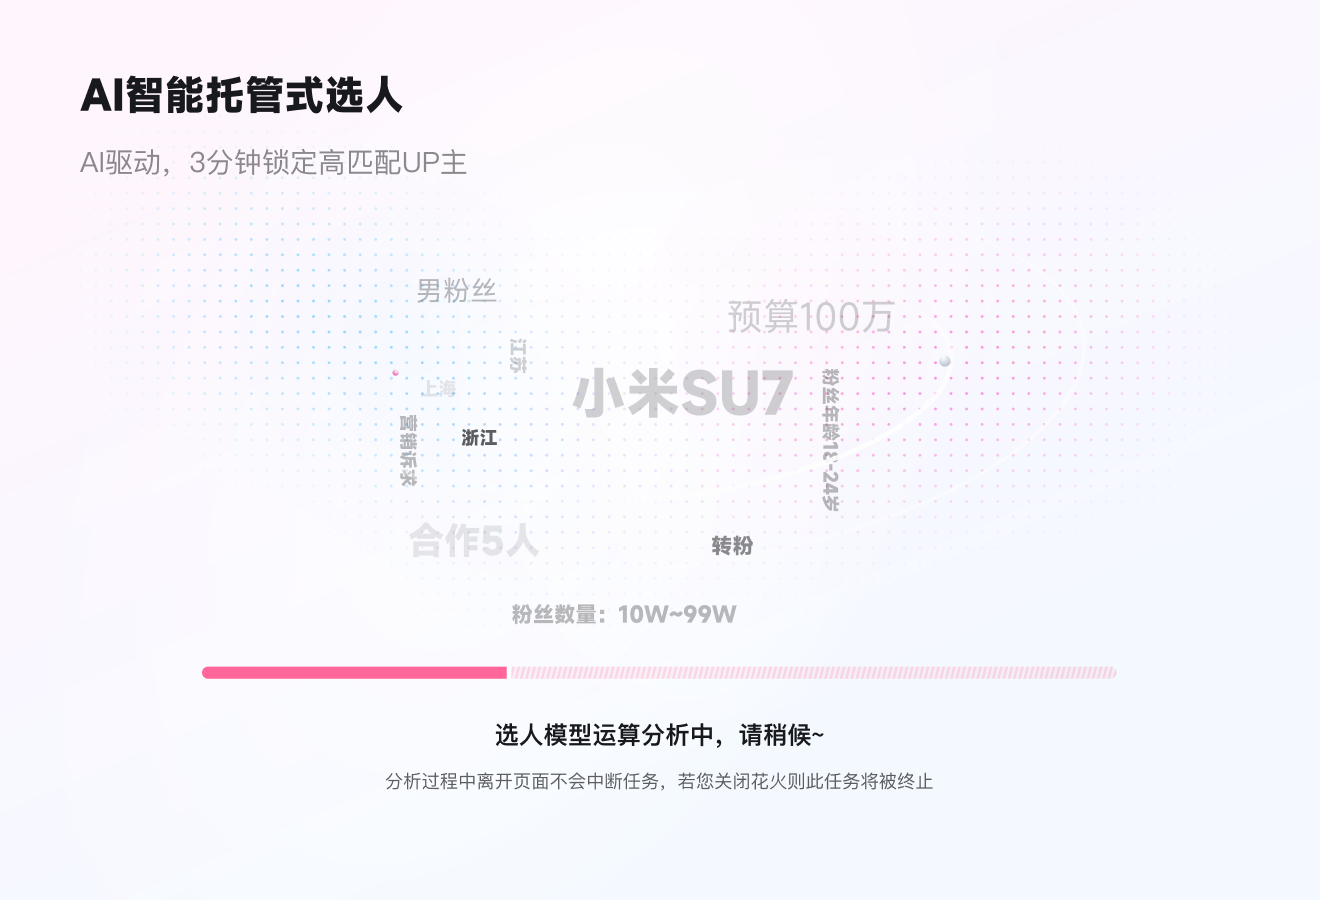 AI智能托管式选人
AI驱动，3分钟锁定高匹配UP主
男粉丝
预算100万
江苏
上海
小米SU7
粉丝年龄18-24岁
营销诉求
浙江
合作5人
转粉
粉丝数量：10W~99W
选人模型运算分析中，请稍候~
分析过程中离开页面不会中断任务，若您关闭花火则此任务将被终止